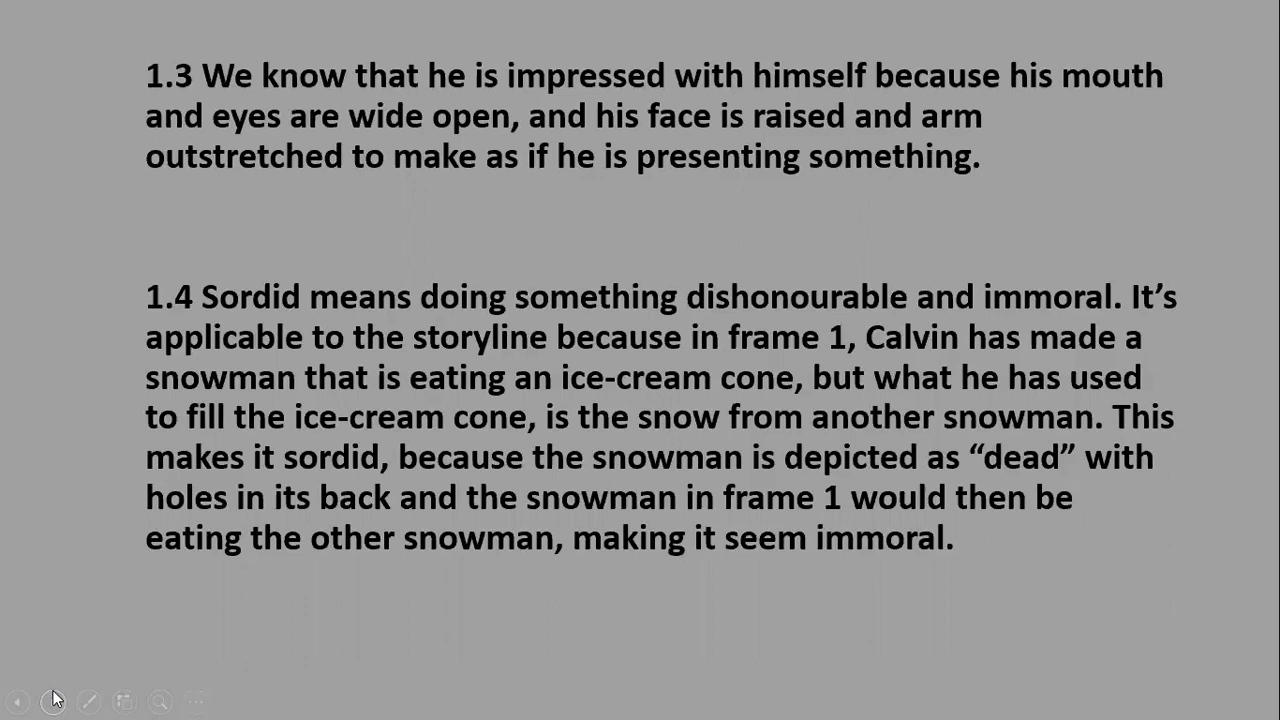 1.3 We know that he is impressed with himself because his mouth
and eyes are wide open, and his face is raised and arm
outstretched to make as if he is presenting something.
1.4 Sordid means doing something dishonourable and immoral. It’s
applicable to the storyline because in frame 1, Calvin has made a
snowman that is eating an ice-cream cone, but what he has used
to fill the ice-cream cone, is the snow from another snowman. This
makes it sordid, because the snowman is depicted as “dead” with
holes in its back and the snowman in frame 1 would then be
eating the other snowman, making it seem immoral.